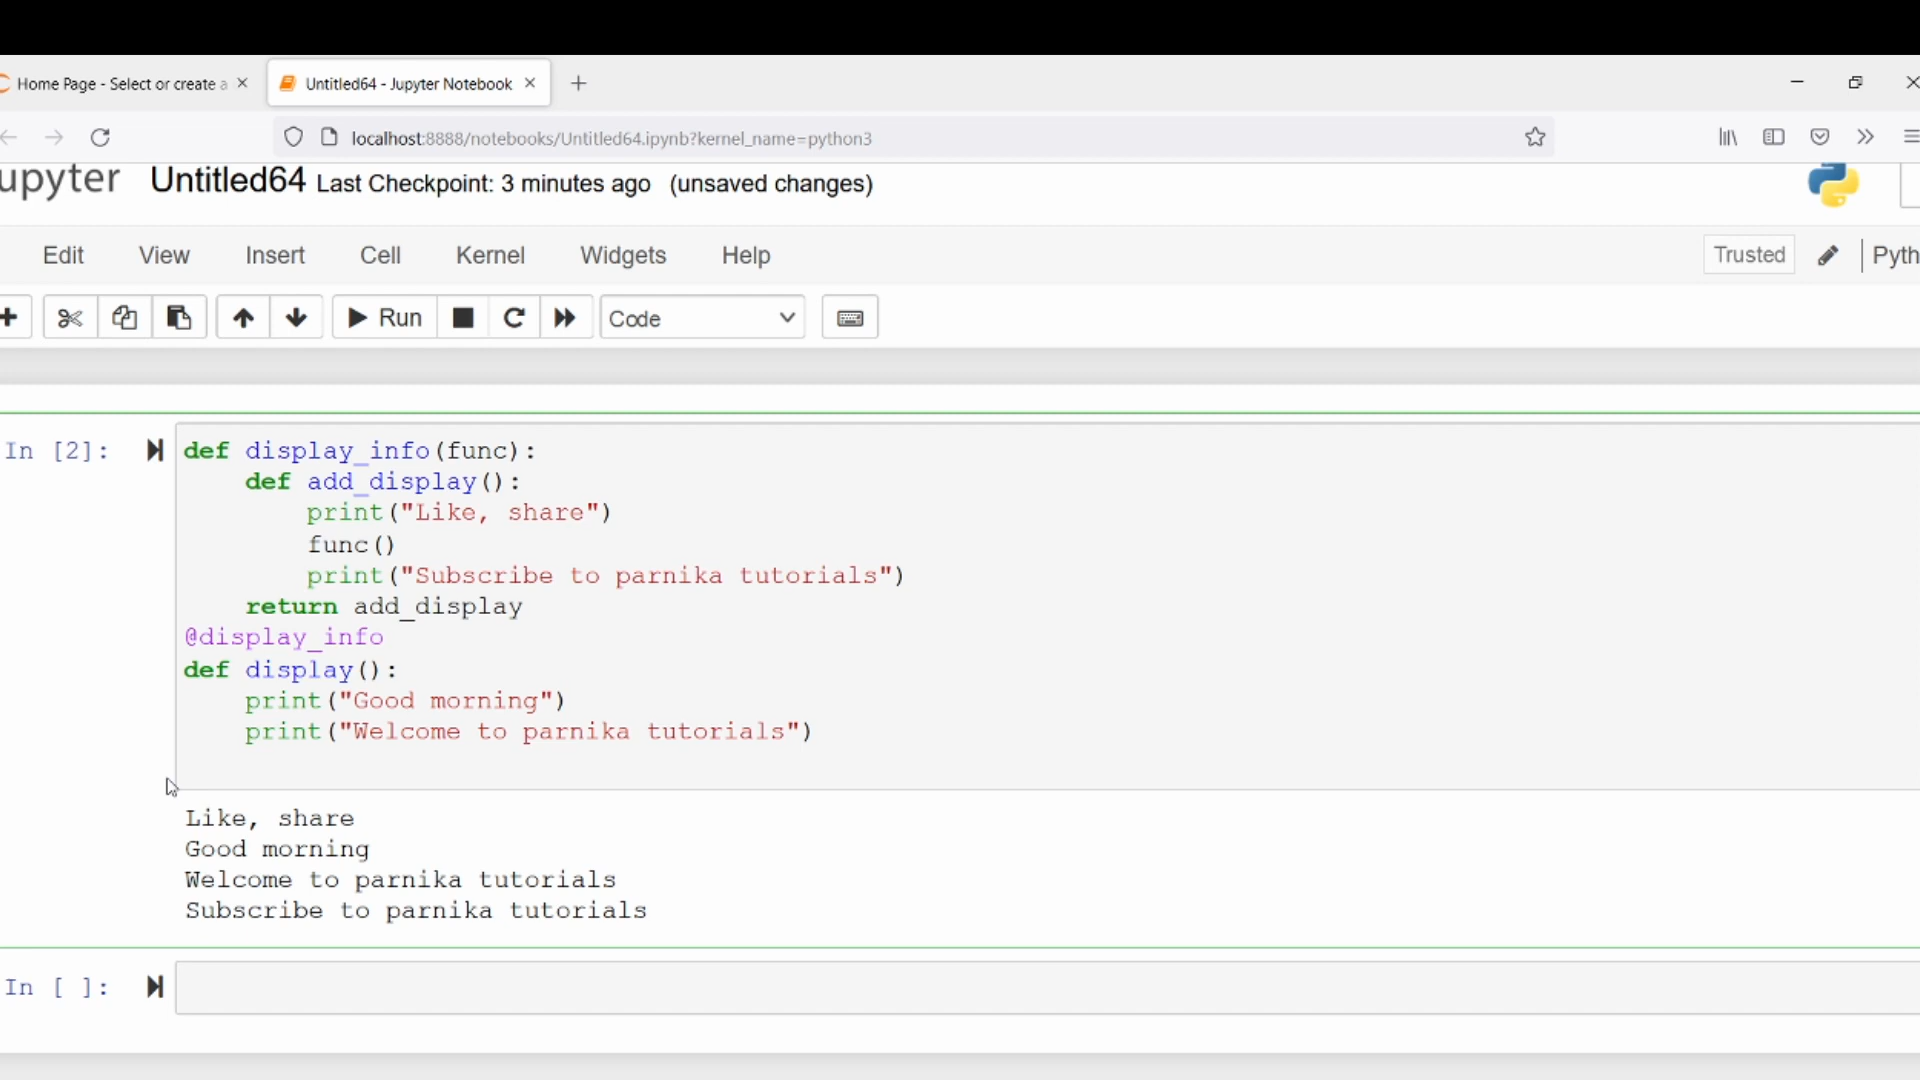 Home Page - Select or create a
Untitled64 - Jupyter Notebook
localhost:8888/notebooks/Untitled64.ipynb?kernel_name=python3
upyter Untitled64 Last Checkpoint: 3 minutes ago (unsaved changes)
Edit View Insert Cell Kernel Widgets Help Trusted Pyth
Run Code
In [2]:
def display_info(func):
    def add_display():
        print("Like, share")
        func()
        print("Subscribe to parnika tutorials")
    return add_display
@display_info
def display():
    print("Good morning")
    print("Welcome to parnika tutorials")
Like, share
Good morning
Welcome to parnika tutorials
Subscribe to parnika tutorials
In [ ]: